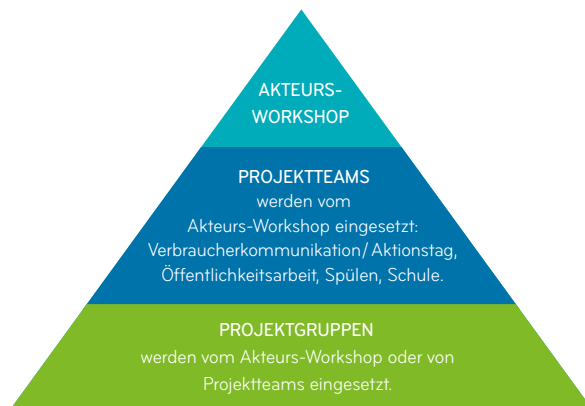 AKTEURS-
WORKSHOP
PROJEKTTEAMS
werden vom
Akteurs-Workshop eingesetzt:
Verbraucherkommunikation/Aktionstag,
Öffentlichkeitsarbeit, Spülen, Schule.
PROJEKTGRUPPEN
werden vom Akteurs-Workshop oder von
Projektteams eingesetzt.